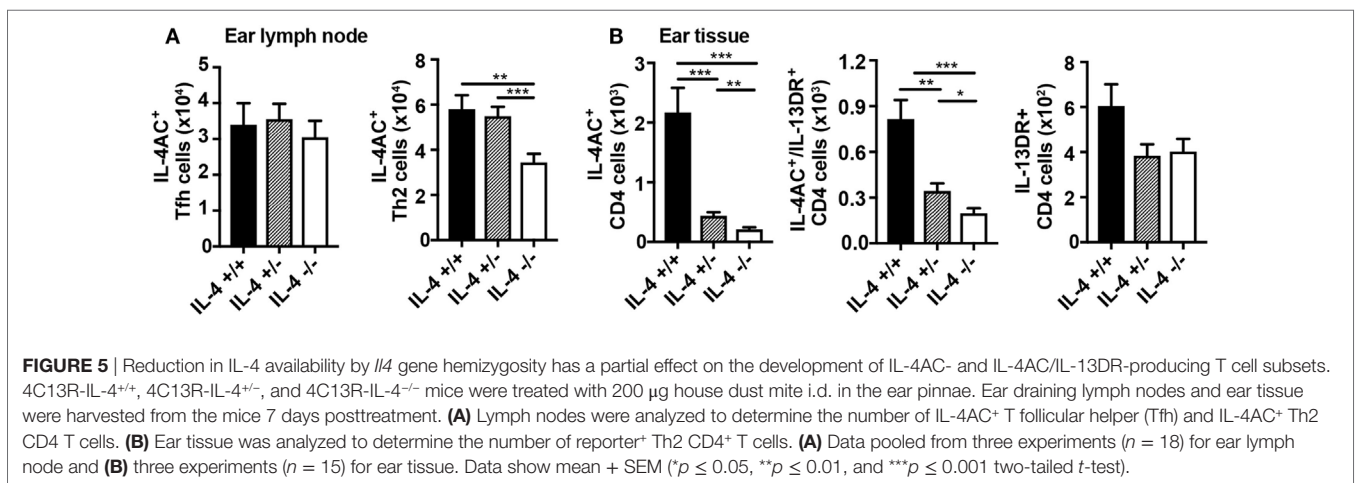 A Ear lymph node
B Ear tissue
IL-4AC+
Tfh cells (x10⁴)
5
4
3
2
1
0
IL-4 +/+
IL-4 +/-
IL-4 -/-
IL-4AC+
Th2 cells (x10⁴)
8
6
4
2
0
**
***
IL-4 +/+
IL-4 +/-
IL-4 -/-
IL-4AC+
CD4 cells (x10³)
3
2
1
0
***
***
**
IL-4 +/+
IL-4 +/-
IL-4 -/-
IL-4AC+/IL-13DR+
CD4 cells (x10³)
1.2
0.9
0.6
0.3
0.0
***
**
*
IL-4 +/+
IL-4 +/-
IL-4 -/-
IL-13DR+
CD4 cells (x10²)
8
6
4
2
0
IL-4 +/+
IL-4 +/-
IL-4 -/-
FIGURE 5 | Reduction in IL-4 availability by Il4 gene hemizygosity has a partial effect on the development of IL-4AC- and IL-4AC/IL-13DR-producing T cell subsets.
4C13R-IL-4+/+, 4C13R-IL-4+/−, and 4C13R-IL-4−/− mice were treated with 200 μg house dust mite i.d. in the ear pinnae. Ear draining lymph nodes and ear tissue
were harvested from the mice 7 days posttreatment. (A) Lymph nodes were analyzed to determine the number of IL-4AC+ T follicular helper (Tfh) and IL-4AC+ Th2
CD4 T cells. (B) Ear tissue was analyzed to determine the number of reporter+ Th2 CD4+ T cells. (A) Data pooled from three experiments (n = 18) for ear lymph
node and (B) three experiments (n = 15) for ear tissue. Data show mean + SEM (*p ≤ 0.05, **p ≤ 0.01, and ***p ≤ 0.001 two-tailed t-test).